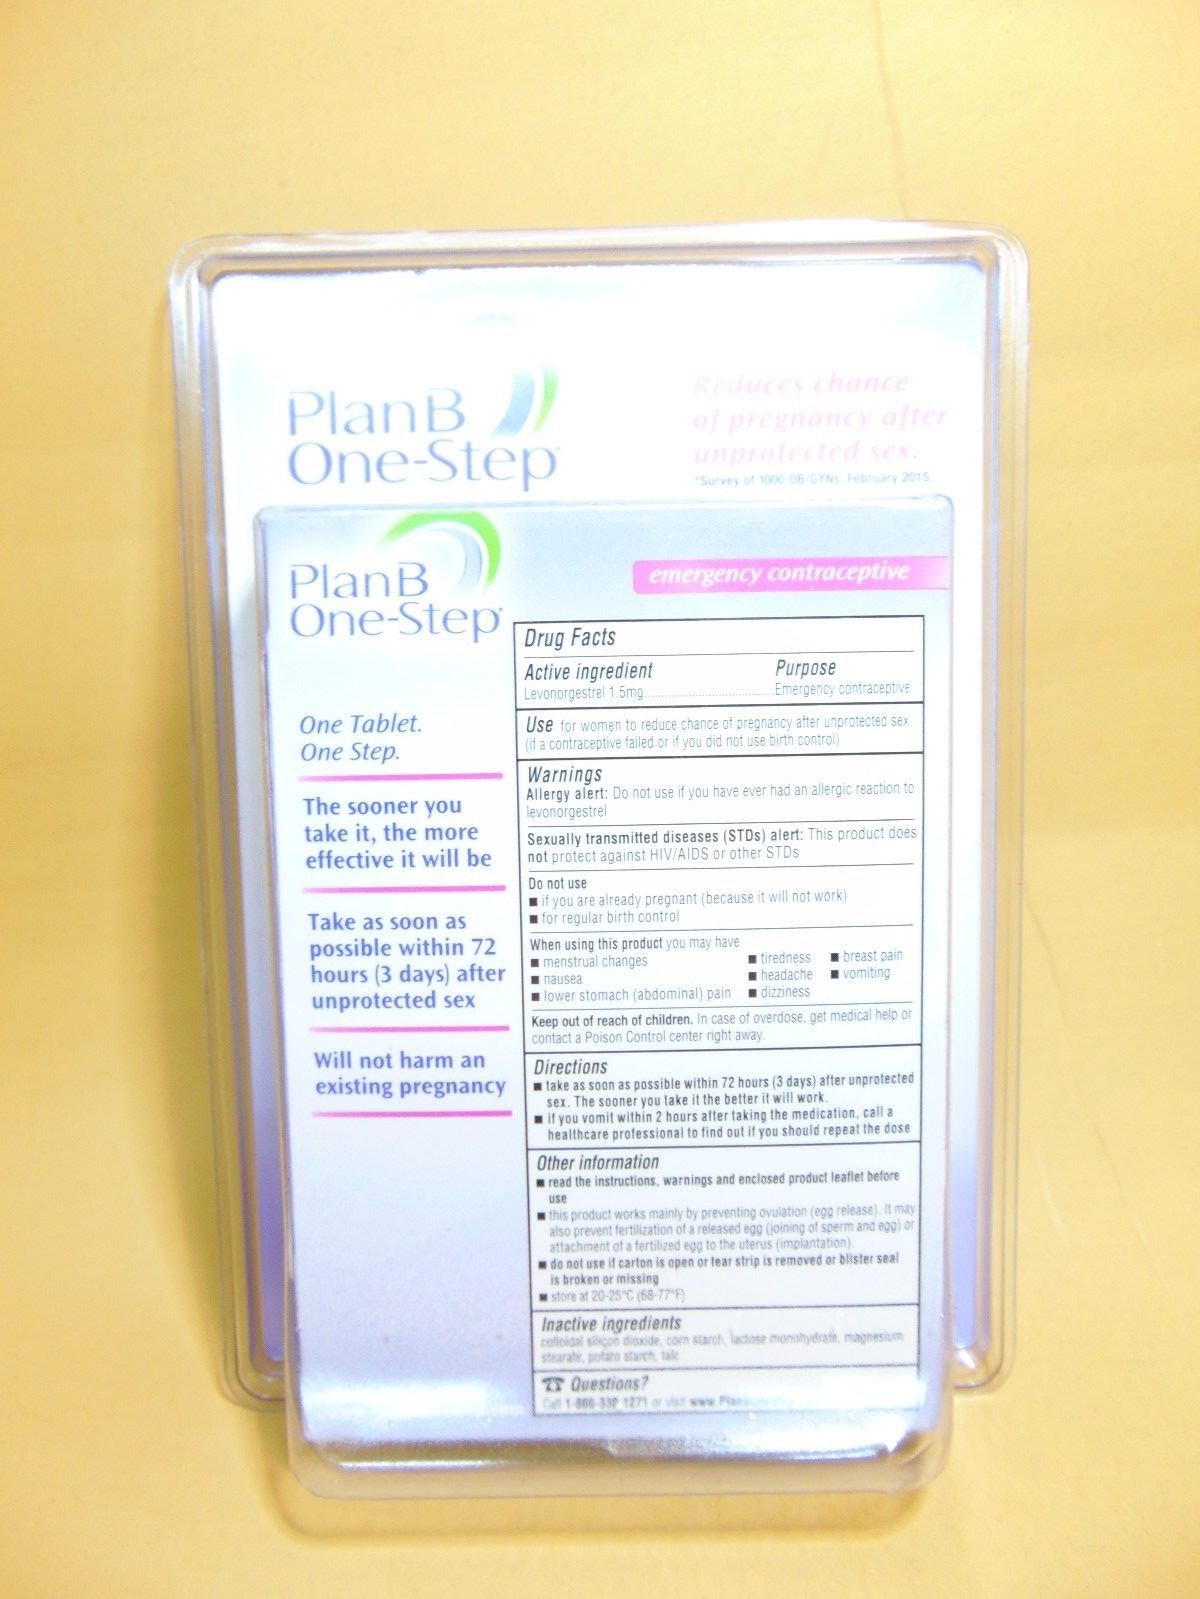 Plan B
One-Step®
Reduces chance
of pregnancy after
unprotected sex.
*Survey of 1000 OB/GYNs, February 2015.
Plan B
One-Step®
emergency contraceptive
One Tablet.
One Step.
The sooner you
take it, the more
effective it will be
Take as soon as
possible within 72
hours (3 days) after
unprotected sex
Will not harm an
existing pregnancy
Drug Facts
Active ingredient Purpose
Levonorgestrel 1.5mg......................................Emergency contraceptive
Use for women to reduce chance of pregnancy after unprotected sex
(if a contraceptive failed or if you did not use birth control)
Warnings
Allergy alert: Do not use if you have ever had an allergic reaction to
levonorgestrel
Sexually transmitted diseases (STDs) alert: This product does
not protect against HIV/AIDS or other STDs
Do not use
■ if you are already pregnant (because it will not work)
■ for regular birth control
When using this product you may have
■ menstrual changes ■ tiredness ■ breast pain
■ nausea ■ headache ■ vomiting
■ lower stomach (abdominal) pain ■ dizziness
Keep out of reach of children. In case of overdose, get medical help or
contact a Poison Control center right away.
Directions
■ take as soon as possible within 72 hours (3 days) after unprotected
sex. The sooner you take it the better it will work.
■ if you vomit within 2 hours after taking the medication, call a
healthcare professional to find out if you should repeat the dose
Other information
■ read the instructions, warnings and enclosed product leaflet before
use
■ this product works mainly by preventing ovulation (egg release). It may
also prevent fertilization of a released egg (joining of sperm and egg) or
attachment of a fertilized egg to the uterus (implantation).
■ do not use if carton is open or tear strip is removed or blister seal
is broken or missing
■ store at 20-25°C (68-77°F)
Inactive ingredients
colloidal silicon dioxide, corn starch, lactose monohydrate, magnesium
stearate, potato starch, talc
☎ Questions?
Call 1-866-330-1271 or visit